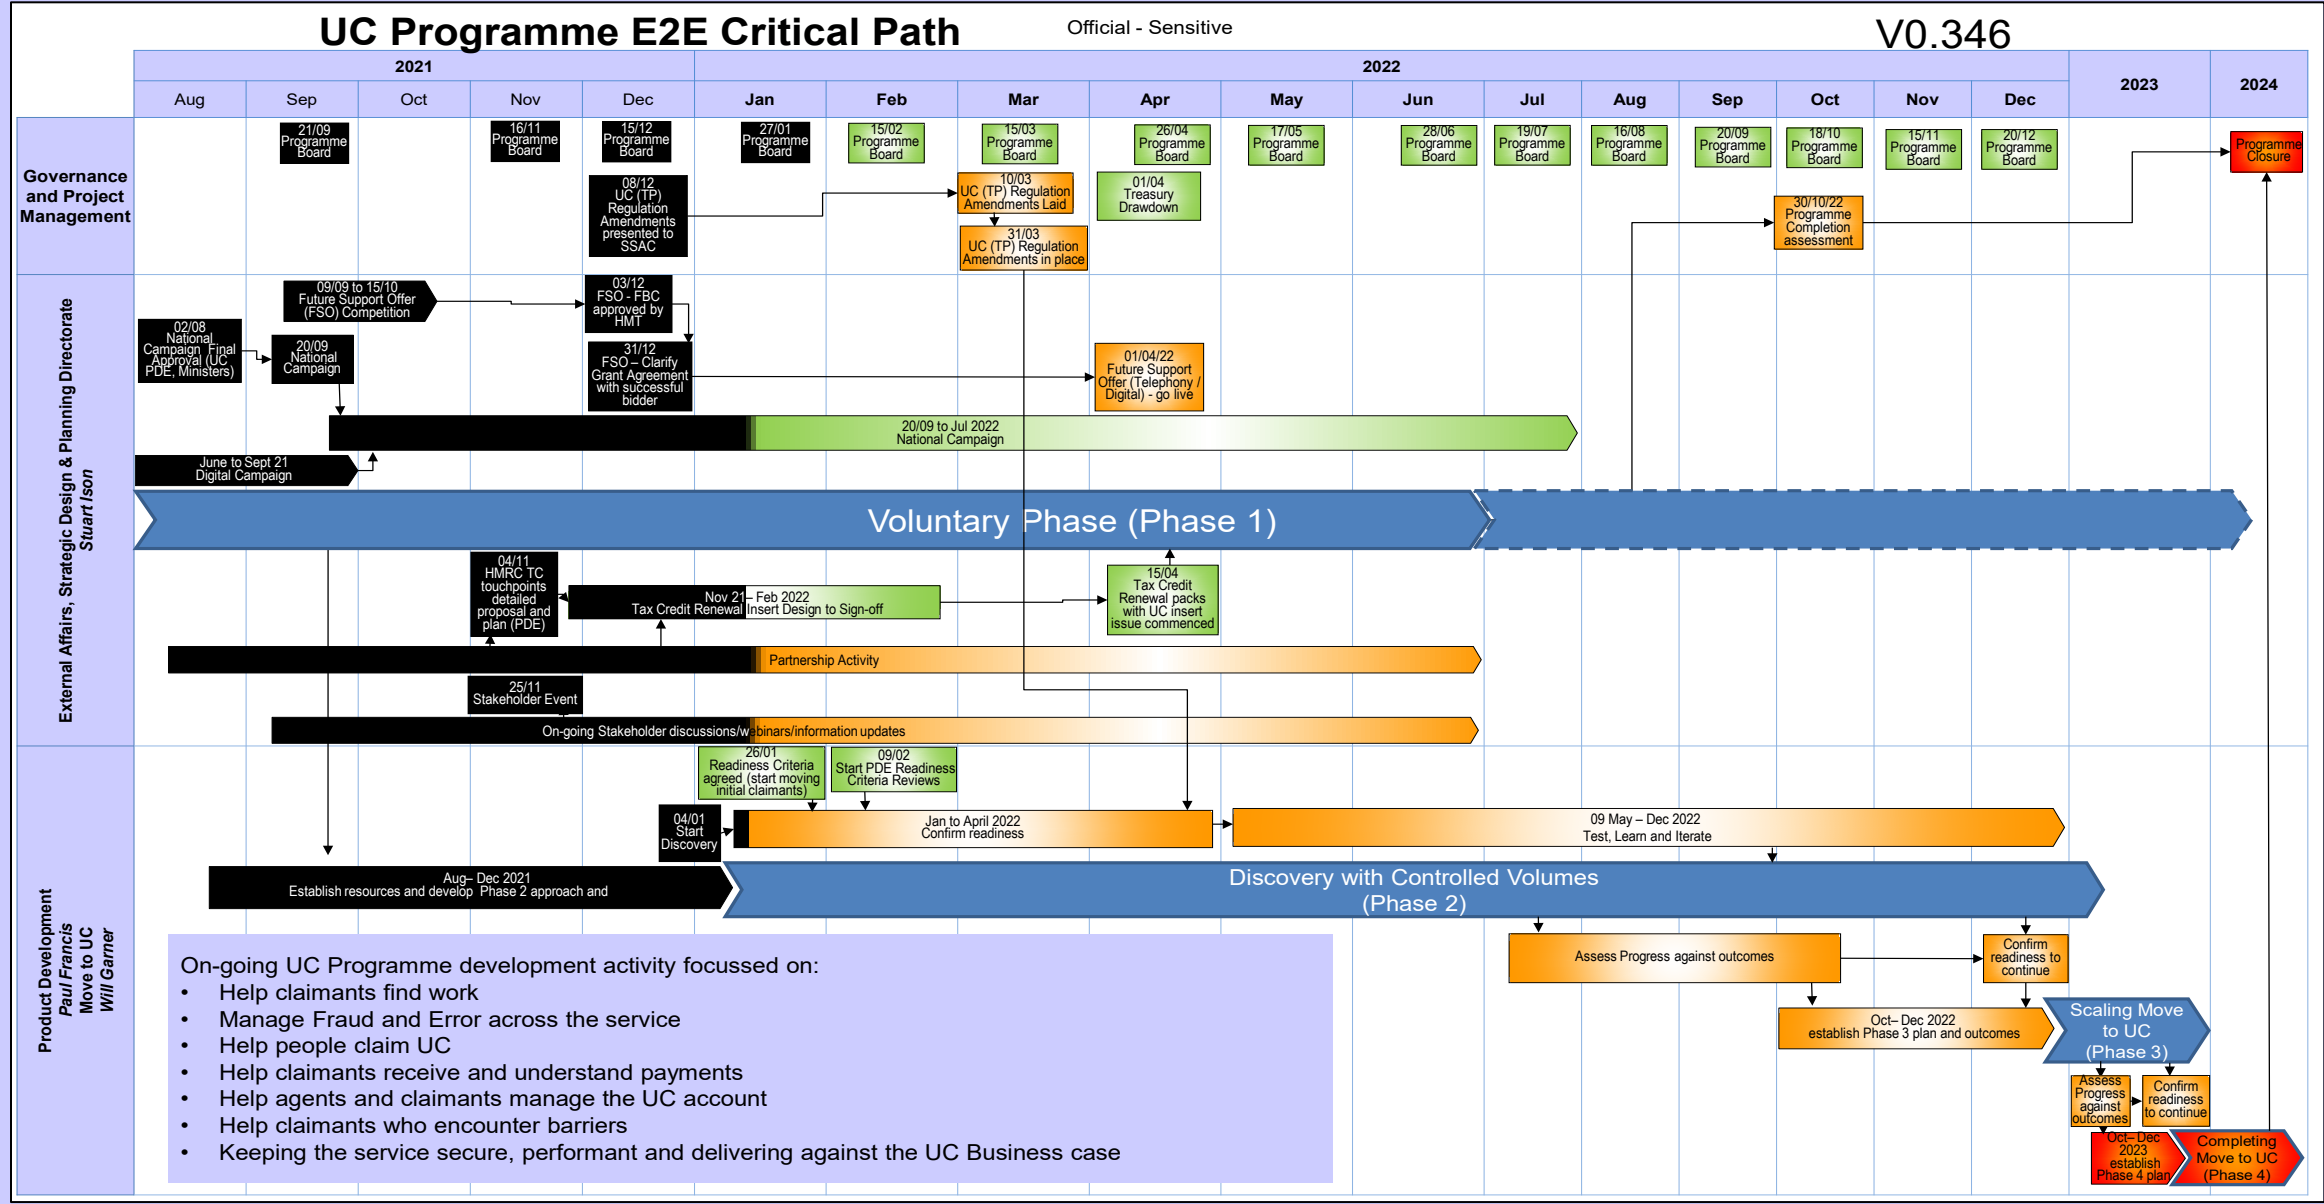 UC Programme E2E Critical Path
Official - Sensitive
V0.346
2021
2022
2023
2024
Aug
Sep
Oct
Nov
Dec
Jan
Feb
Mar
Apr
May
Jun
Jul
Aug
Sep
Oct
Nov
Dec
Governance
and Project
Management
21/09
Programme
Board
16/11
Programme
Board
15/12
Programme
Board
27/01
Programme
Board
15/02
Programme
Board
15/03
Programme
Board
26/04
Programme
Board
17/05
Programme
Board
28/06
Programme
Board
19/07
Programme
Board
16/08
Programme
Board
20/09
Programme
Board
18/10
Programme
Board
15/11
Programme
Board
20/12
Programme
Board
Programme
Closure
08/12
UC (TP)
Regulation
Amendments
presented to
SSAC
10/03
UC (TP) Regulation
Amendments Laid
31/03
UC (TP) Regulation
Amendments in place
01/04
Treasury
Drawdown
30/10/22
Programme
Completion
assessment
External Affairs, Strategic Design & Planning Directorate
Stuart Ison
09/09 to 15/10
Future Support Offer
(FSO) Competition
03/12
FSO - FBC
approved by
HMT
02/08
National
Campaign Final
Approval (UC
PDE, Ministers)
20/09
National
Campaign
31/12
FSO – Clarify
Grant Agreement
with successful
bidder
01/04/22
Future Support
Offer (Telephony /
Digital) - go live
20/09 to Jul 2022
National Campaign
June to Sept 21
Digital Campaign
Voluntary Phase (Phase 1)
04/11
HMRC TC
touchpoints
detailed
proposal and
plan (PDE)
Nov 21– Feb 2022
Tax Credit Renewal Insert Design to Sign-off
15/04
Tax Credit
Renewal packs
with UC insert
issue commenced
Partnership Activity
25/11
Stakeholder Event
On-going Stakeholder discussions/webinars/information updates
Product Development
Paul Francis
Move to UC
Will Garner
26/01
Readiness Criteria
agreed (start moving
initial claimants)
09/02
Start PDE Readiness
Criteria Reviews
04/01
Start
Discovery
Jan to April 2022
Confirm readiness
09 May – Dec 2022
Test, Learn and Iterate
Aug– Dec 2021
Establish resources and develop Phase 2 approach and
Discovery with Controlled Volumes
(Phase 2)
Assess Progress against outcomes
Confirm
readiness to
continue
Oct– Dec 2022
establish Phase 3 plan and outcomes
Scaling Move
to UC
(Phase 3)
Assess
Progress
against
outcomes
Confirm
readiness
to continue
Oct– Dec
2023
establish
Phase 4 plan
Completing
Move to UC
(Phase 4)
On-going UC Programme development activity focussed on:
• Help claimants find work
• Manage Fraud and Error across the service
• Help people claim UC
• Help claimants receive and understand payments
• Help agents and claimants manage the UC account
• Help claimants who encounter barriers
• Keeping the service secure, performant and delivering against the UC Business case